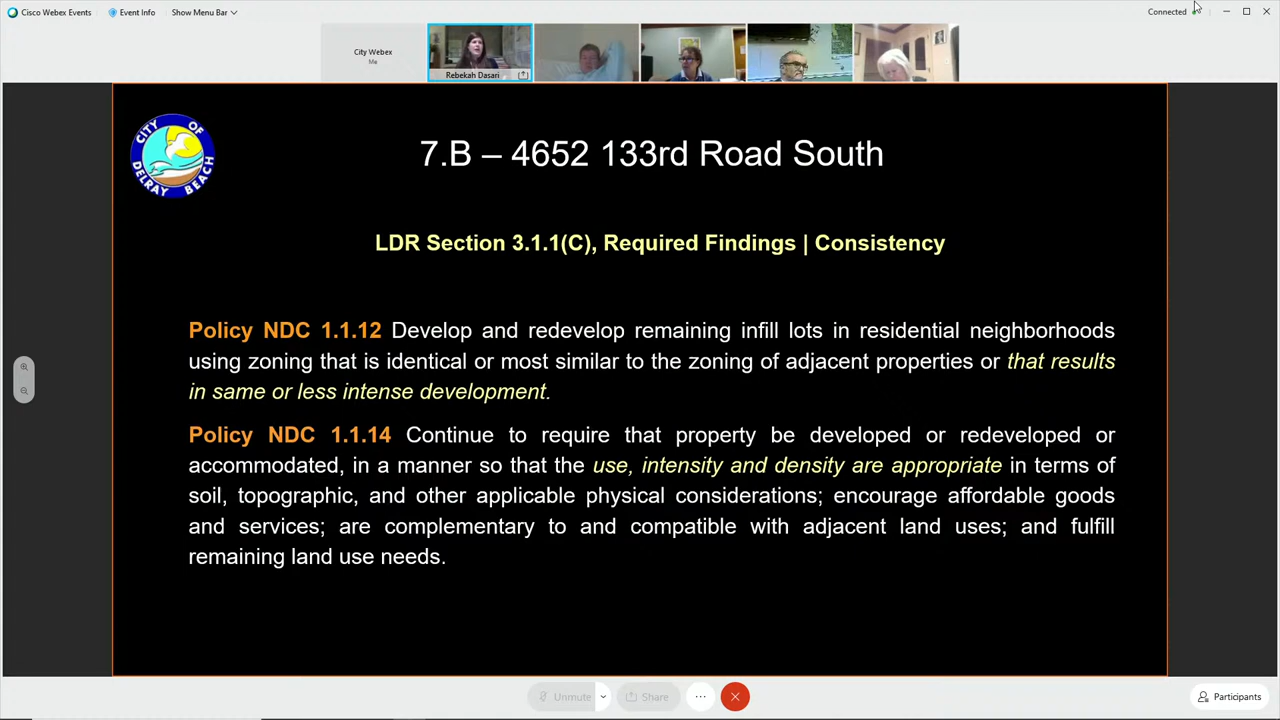 Cisco Webex Events
Event Info
Show Menu Bar
Connected
City Webex
Me
Rebekah Dasari
CITY OF
DELRAY BEACH
7.B – 4652 133rd Road South
LDR Section 3.1.1(C), Required Findings | Consistency
Policy NDC 1.1.12 Develop and redevelop remaining infill lots in residential neighborhoods
using zoning that is identical or most similar to the zoning of adjacent properties or that results
in same or less intense development.
Policy NDC 1.1.14 Continue to require that property be developed or redeveloped or
accommodated, in a manner so that the use, intensity and density are appropriate in terms of
soil, topographic, and other applicable physical considerations; encourage affordable goods
and services; are complementary to and compatible with adjacent land uses; and fulfill
remaining land use needs.
Unmute
Share
Participants